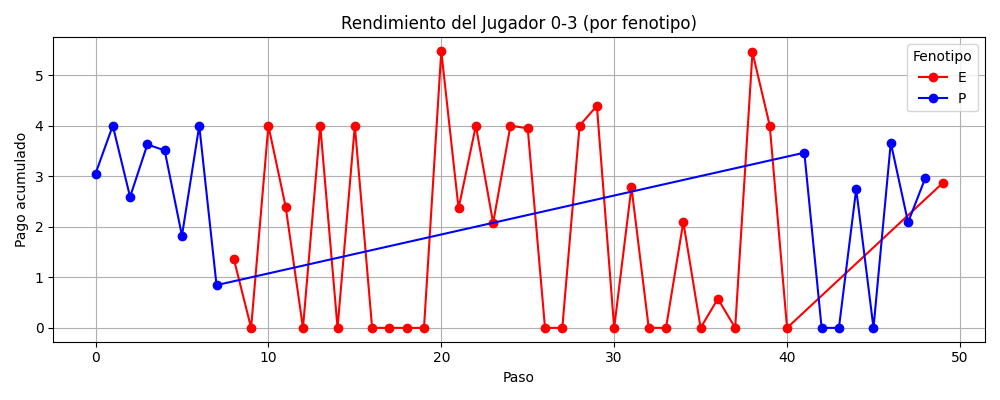 Rendimiento del Jugador 0-3 (por fenotipo)
Pago acumulado
5
4
3
2
1
0
Fenotipo
E
P
0
10
20
30
40
50
Paso